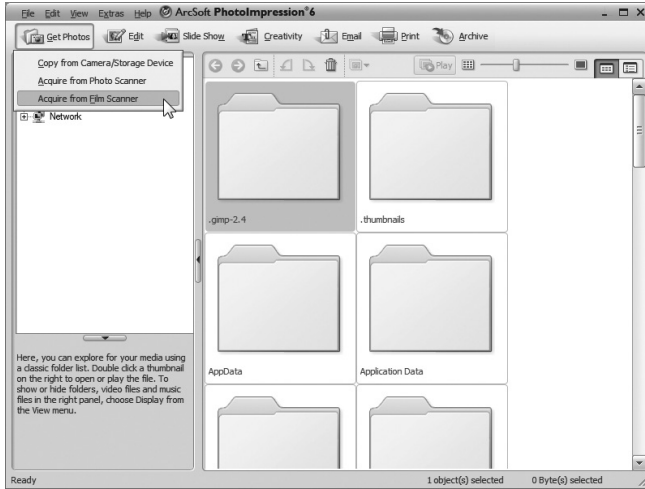 File Edit View Extras Help ArcSoft PhotoImpression®6
Get Photos Edit Slide Show Creativity Email Print Archive
Copy from Camera/Storage Device
Acquire from Photo Scanner
Acquire from Film Scanner
Network
Play
.gimp-2.4
.thumbnails
AppData
Application Data
Here, you can explore for your media using
a classic folder list. Double click a thumbnail
on the right to open or play the file. To
show or hide folders, video files and music
files in the right panel, choose Display from
the View menu.
Ready
1 object(s) selected
0 Byte(s) selected